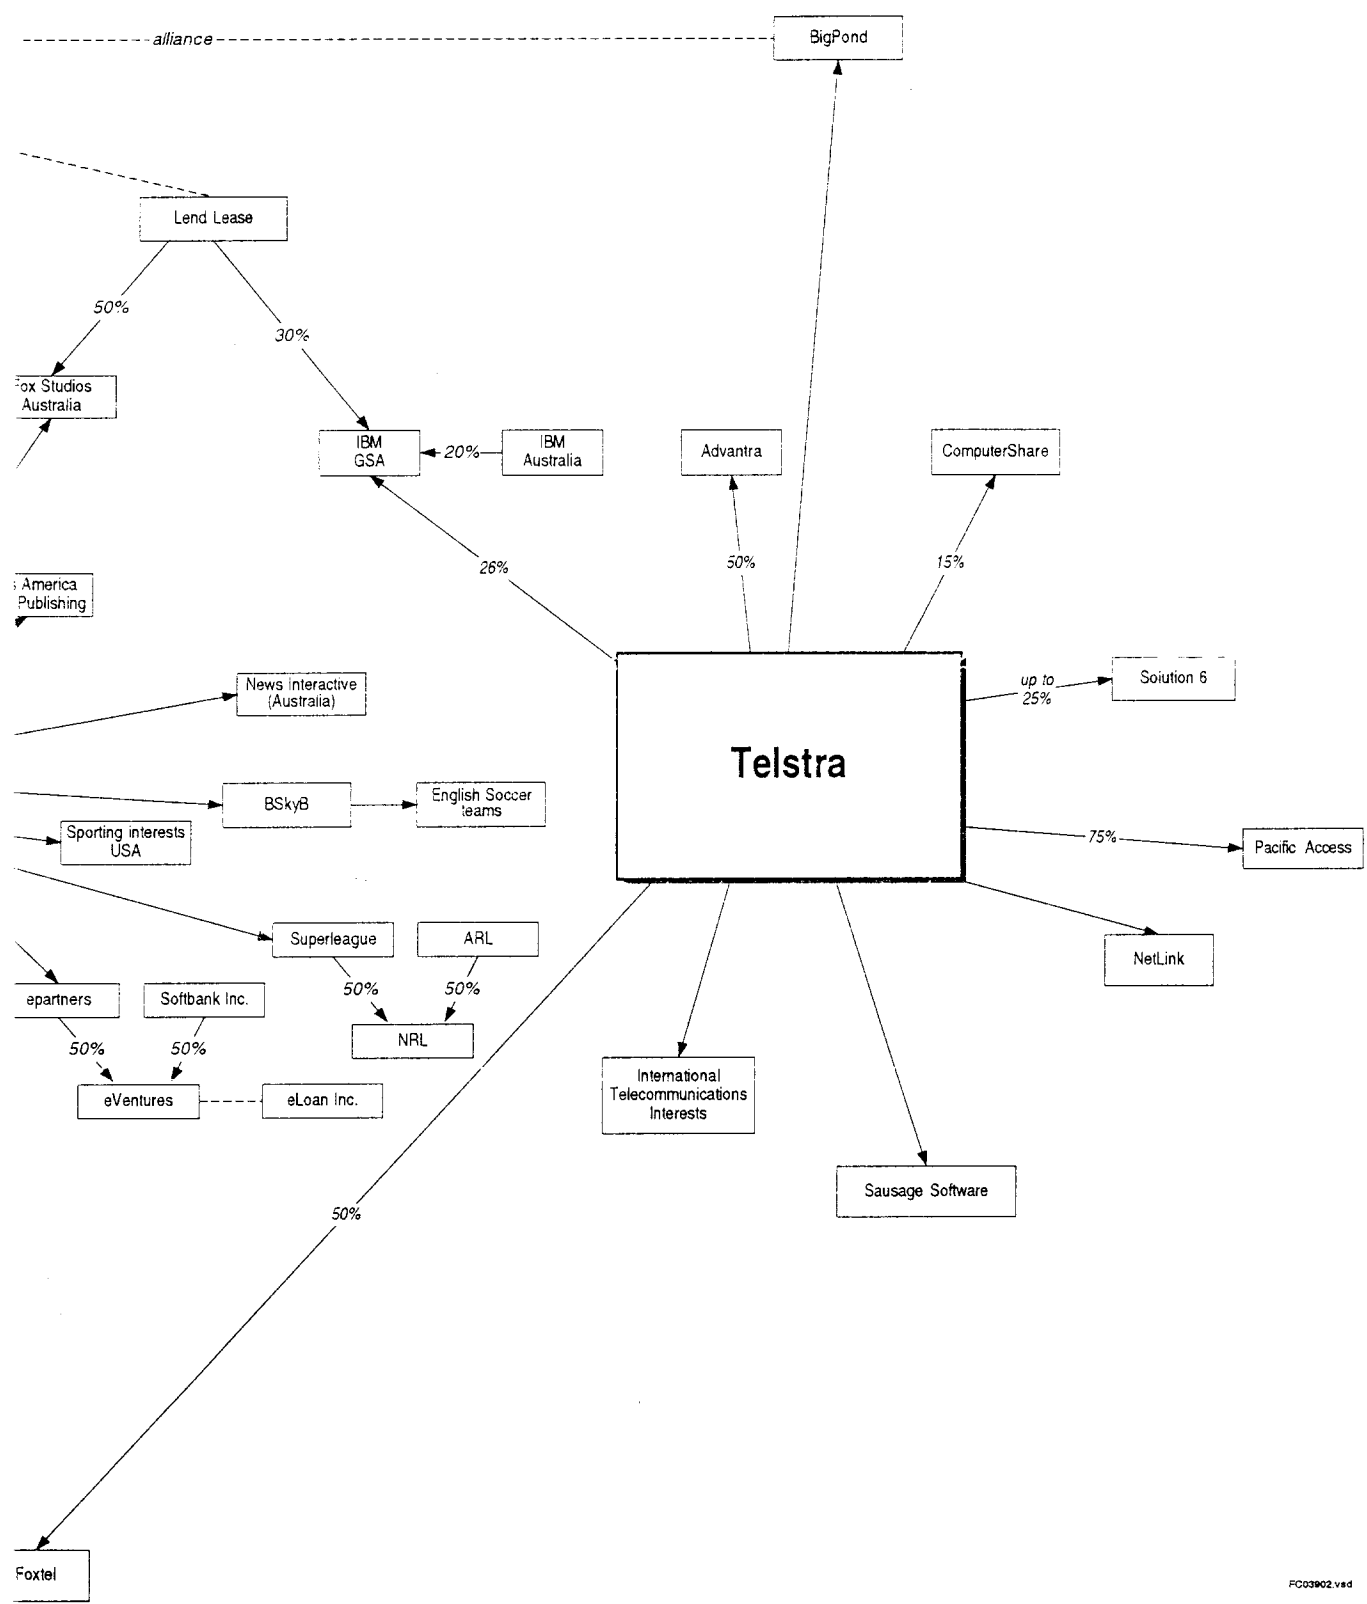 alliance
BigPond
Lend Lease
50%
30%
Fox Studios
Australia
IBM
GSA
20%
IBM
Australia
Advantra
ComputerShare
26%
50%
15%
s America
Publishing
News interactive
(Australia)
up to
25%
Solution 6
Telstra
BSkyB
English Soccer
teams
Sporting interests
USA
75%
Pacific Access
Superleague
ARL
NetLink
50%
50%
epartners
Softbank Inc.
NRL
50%
50%
eVentures
eLoan Inc.
International
Telecommunications
Interests
Sausage Software
50%
Foxtel
FC03902.vsd